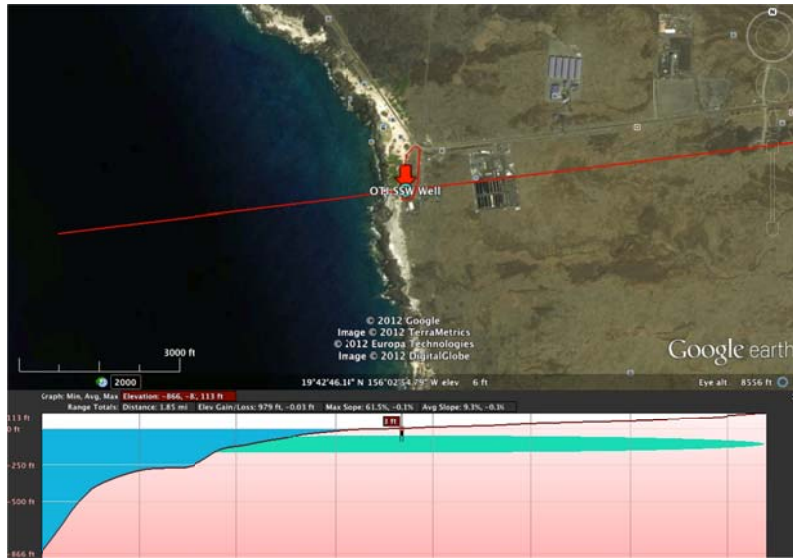 N
OTI SSW Well
© 2012 Google
Image © 2012 TerraMetrics
© 2012 Europa Technologies
Image © 2012 DigitalGlobe
Google earth
3000 ft
2000
19°42'46.14" N 156°02'54.79" W elev 6 ft
Eye alt 8556 ft
Graph: Min, Avg, Max Elevation: -866, -8, 113 ft
Range Totals: Distance: 1.85 mi Elev Gain/Loss: 979 ft, -0.03 ft Max Slope: 61.5%, -0.1% Avg Slope: 9.3%, -0.1%
113 ft
0 ft
3 ft
-250 ft
-500 ft
-866 ft